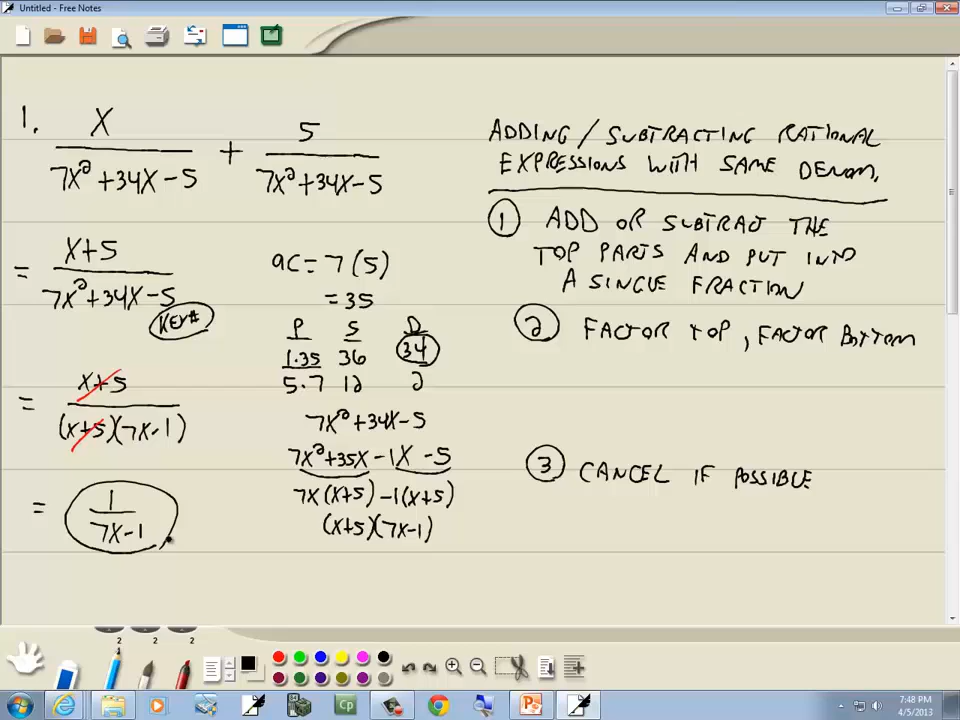 Untitled - Free Notes
1.
X / 7X² + 34X - 5 + 5 / 7X² + 34X - 5
= X+5 / 7X² + 34X - 5
KEY#
= X+5 / (X+5)(7X-1)
= 1 / 7X-1
ac = 7(5)
= 35
P S D
1.35 36 34
5.7 12 2
7X² + 34X - 5
7X² + 35X - 1X - 5
7X(X+5) - 1(X+5)
(X+5)(7X-1)
ADDING / SUBTRACTING RATIONAL
EXPRESSIONS WITH SAME DENOM.
1 ADD OR SUBTRACT THE
TOP PARTS AND PUT INTO
A SINGLE FRACTION
2 FACTOR TOP, FACTOR BOTTOM
3 CANCEL IF POSSIBLE
2 2 2
Cp
7:48 PM
4/5/2013